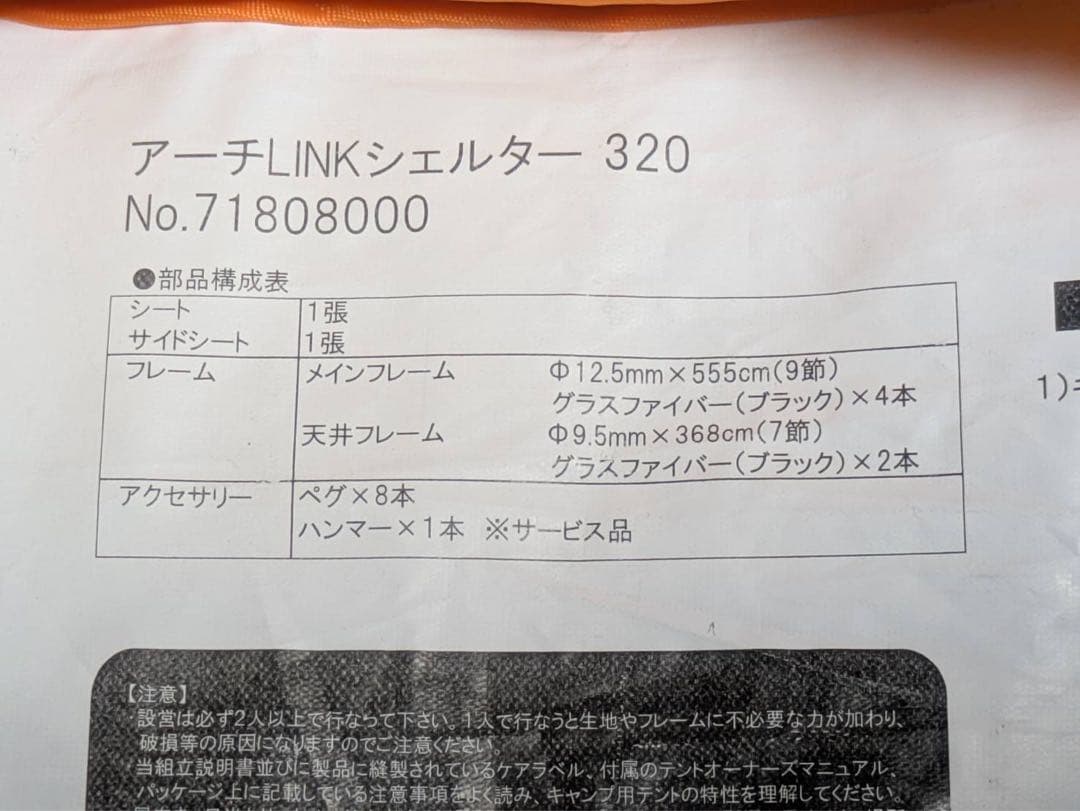 アーチLINKシェルター 320
No.71808000
●部品構成表
シート 1張
サイドシート 1張
フレーム メインフレーム Φ12.5mm×555cm(9節)
グラスファイバー(ブラック)×4本
天井フレーム Φ9.5mm×368cm(7節)
グラスファイバー(ブラック)×2本
アクセサリー ペグ×8本
ハンマー×1本 ※サービス品
1)
【注意】
・設営は必ず2人以上で行なって下さい。1人で行なうと生地やフレームに不必要な力が加わり、
破損等の原因になりますのでご注意ください。
当組立説明書並びに製品に縫製されているケアラベル、付属のテントオーナーズマニュアル、
パッケージ上に記載している注意事項をよく読み、キャンプ用テントの特性を理解してください。